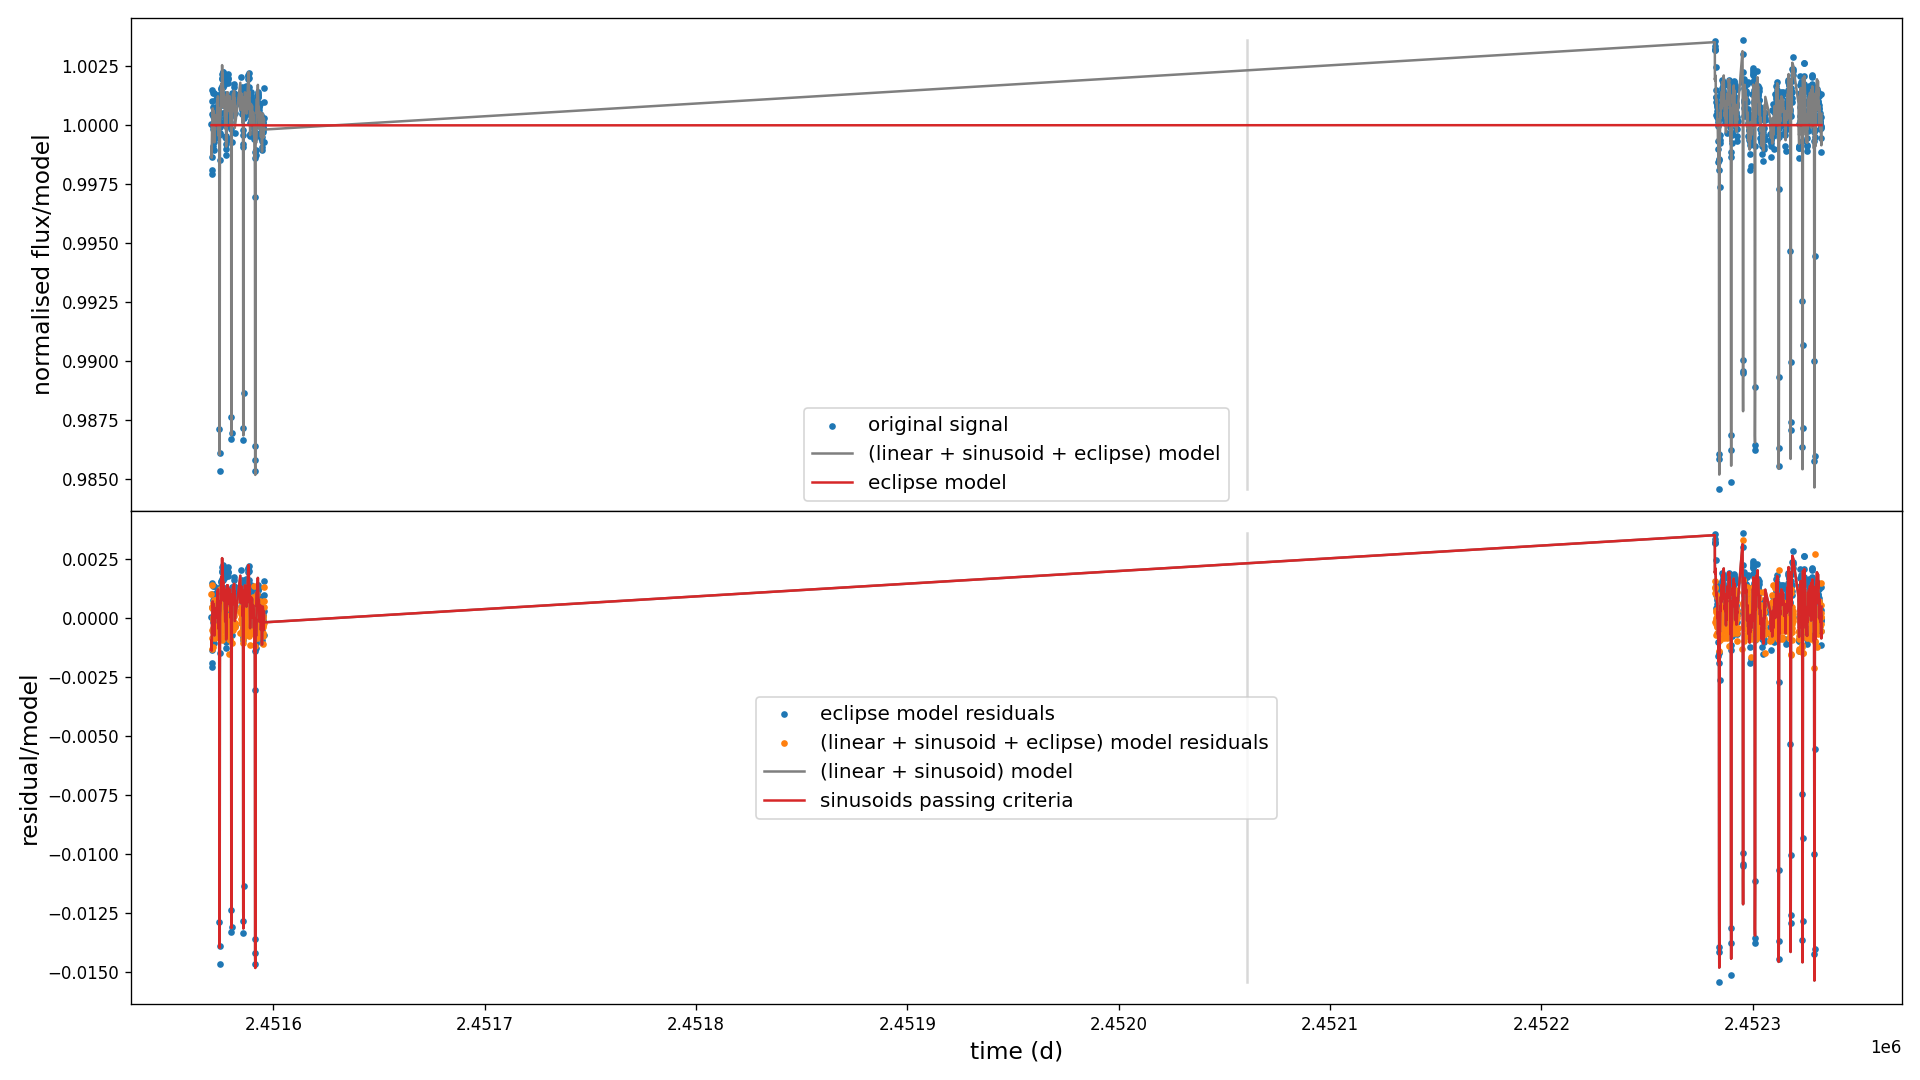 1.0025
1.0000
0.9975
0.9950
0.9925
0.9900
0.9875
0.9850
normalised flux/model
original signal
(linear + sinusoid + eclipse) model
eclipse model
0.0025
0.0000
−0.0025
−0.0050
−0.0075
−0.0100
−0.0125
−0.0150
residual/model
eclipse model residuals
(linear + sinusoid + eclipse) model residuals
(linear + sinusoid) model
sinusoids passing criteria
2.4516 2.4517 2.4518 2.4519 2.4520 2.4521 2.4522 2.4523
1e6
time (d)